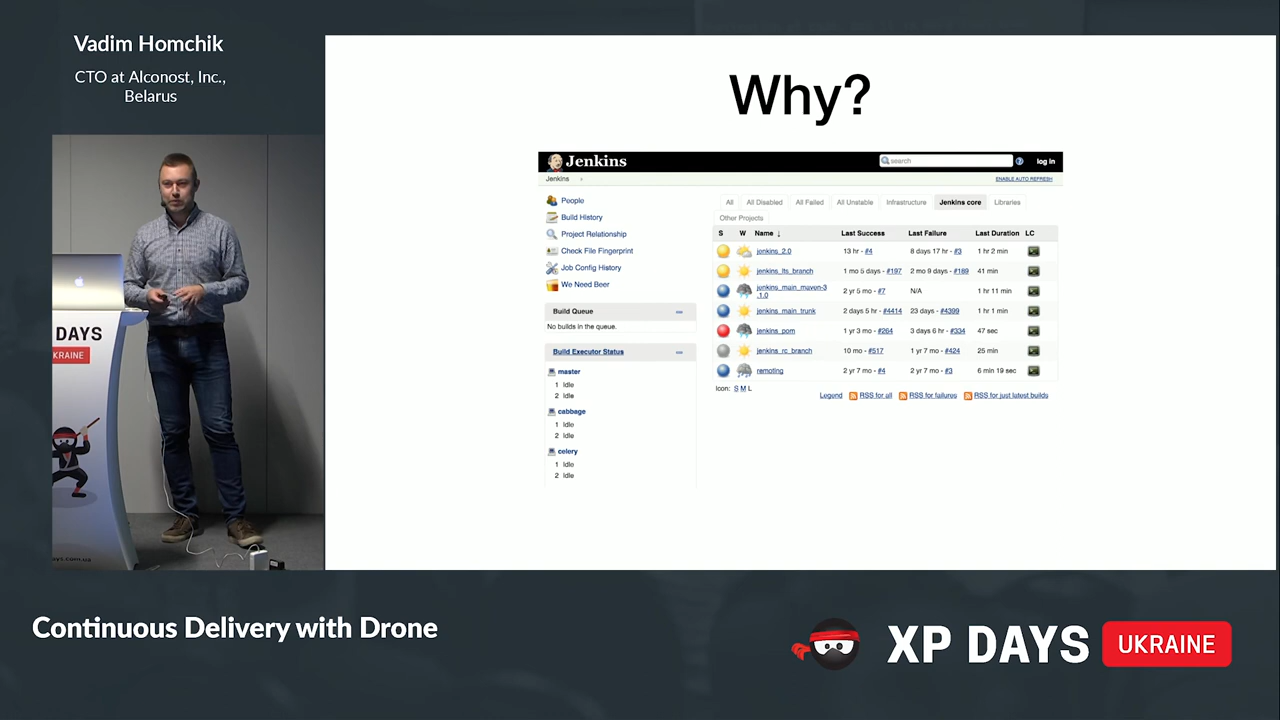 Vadim Homchik
CTO at Alconost, Inc.,
Belarus
DAYS
KRAINE
ays.com.ua
Why?
Jenkins
search
log in
Jenkins
ENABLE AUTO REFRESH
People
Build History
Project Relationship
Check File Fingerprint
Job Config History
We Need Beer
Build Queue
No builds in the queue.
Build Executor Status
master
1 Idle
2 Idle
cabbage
1 Idle
2 Idle
celery
1 Idle
2 Idle
All All Disabled All Failed All Unstable Infrastructure Jenkins core Libraries
Other Projects
S W Name ↓ Last Success Last Failure Last Duration LC
jenkins_2.0 13 hr - #4 8 days 17 hr - #3 1 hr 2 min
jenkins_lts_branch 1 mo 5 days - #197 2 mo 9 days - #189 41 min
jenkins_main_maven-3
.1.0 2 yr 5 mo - #7 N/A 1 hr 11 min
jenkins_main_trunk 2 days 5 hr - #4414 23 days - #4399 1 hr 1 min
jenkins_pom 1 yr 3 mo - #264 3 days 6 hr - #334 47 sec
jenkins_rc_branch 10 mo - #517 1 yr 7 mo - #424 25 min
remoting 2 yr 7 mo - #4 2 yr 7 mo - #3 6 min 19 sec
Icon: S M L
Legend RSS for all RSS for failures RSS for just latest builds
Continuous Delivery with Drone
XP DAYS UKRAINE